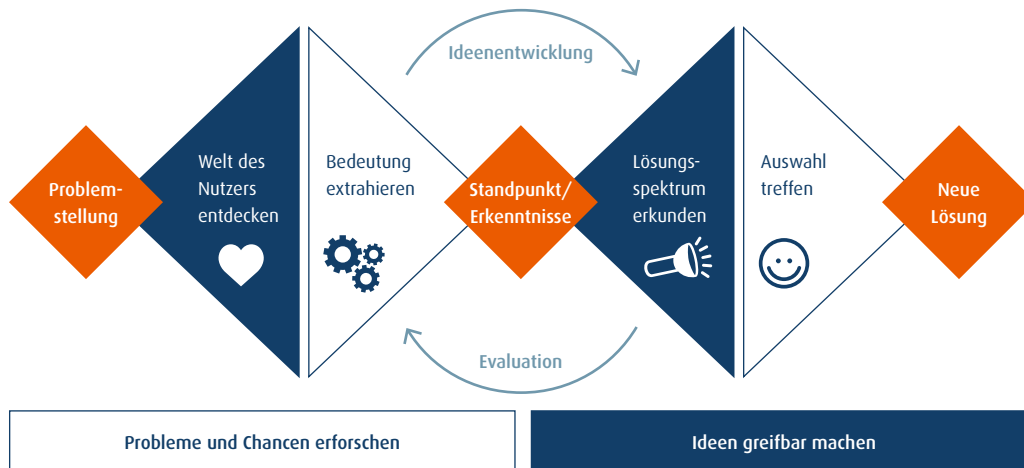 Ideenentwicklung
Problem-
stellung
Welt des
Nutzers
entdecken
Bedeutung
extrahieren
Standpunkt/
Erkenntnisse
Lösungs-
spektrum
erkunden
Auswahl
treffen
Neue
Lösung
Evaluation
Probleme und Chancen erforschen
Ideen greifbar machen